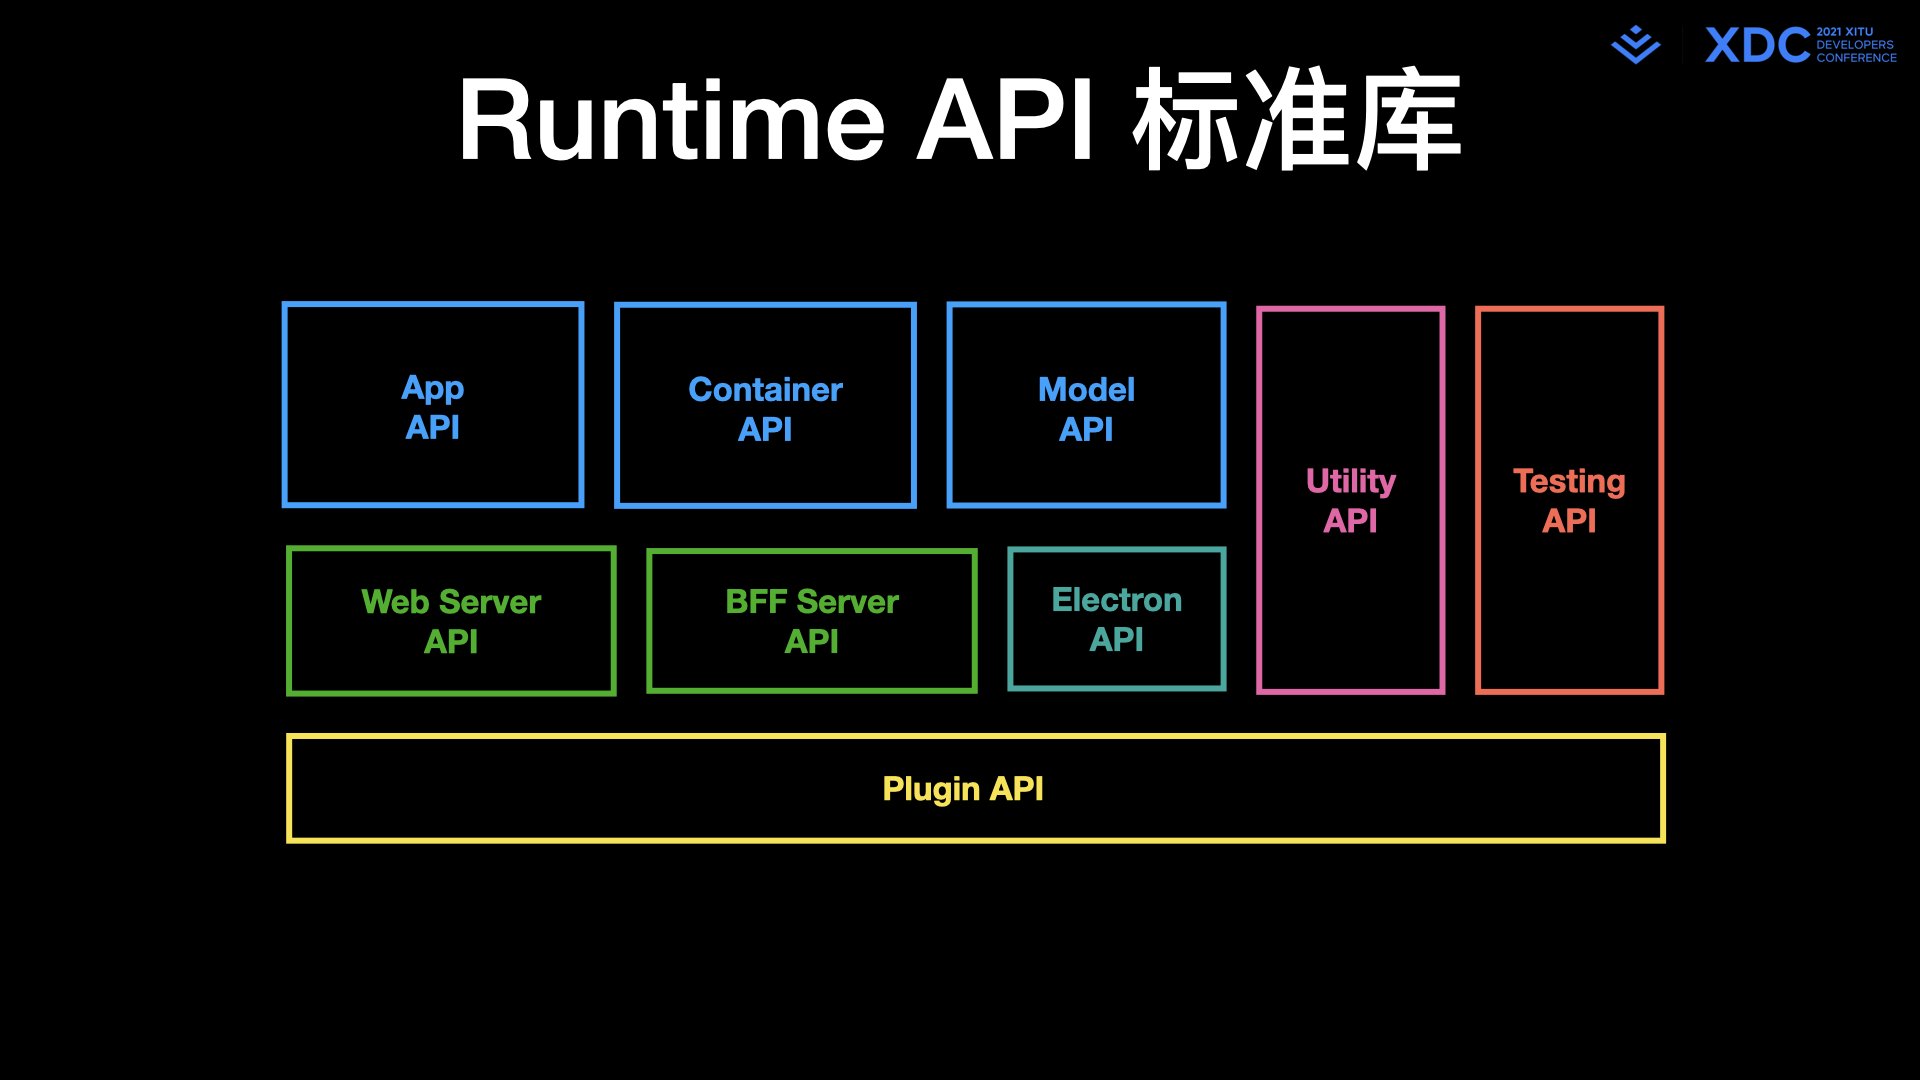 XDC
2021 XITU
DEVELOPERS
CONFERENCE
Runtime API 标准库
App
API
Container
API
Model
API
Utility
API
Testing
API
Web Server
API
BFF Server
API
Electron
API
Plugin API